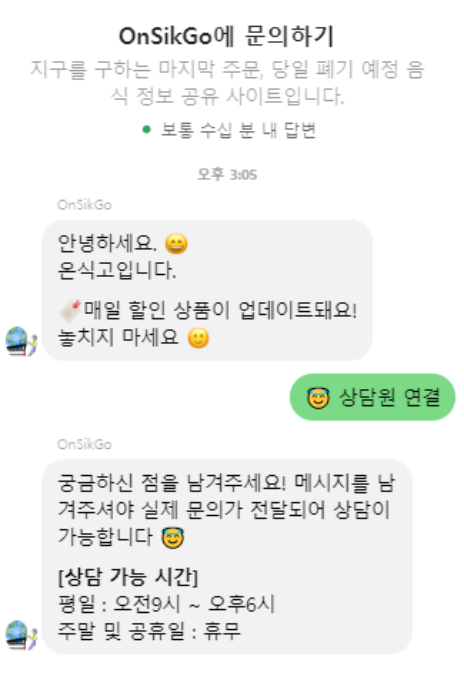 OnSikGo에 문의하기
지구를 구하는 마지막 주문, 당일 폐기 예정 음
식 정보 공유 사이트입니다.
보통 수십 분 내 답변
오후 3:05
OnSikGo
안녕하세요. 😄
온식고입니다.
🏷️매일 할인 상품이 업데이트돼요!
놓치지 마세요 🙂
😇 상담원 연결
OnSikGo
궁금하신 점을 남겨주세요! 메시지를 남
겨주셔야 실제 문의가 전달되어 상담이
가능합니다 😇
[상담 가능 시간]
평일 : 오전9시 ~ 오후6시
주말 및 공휴일 : 휴무